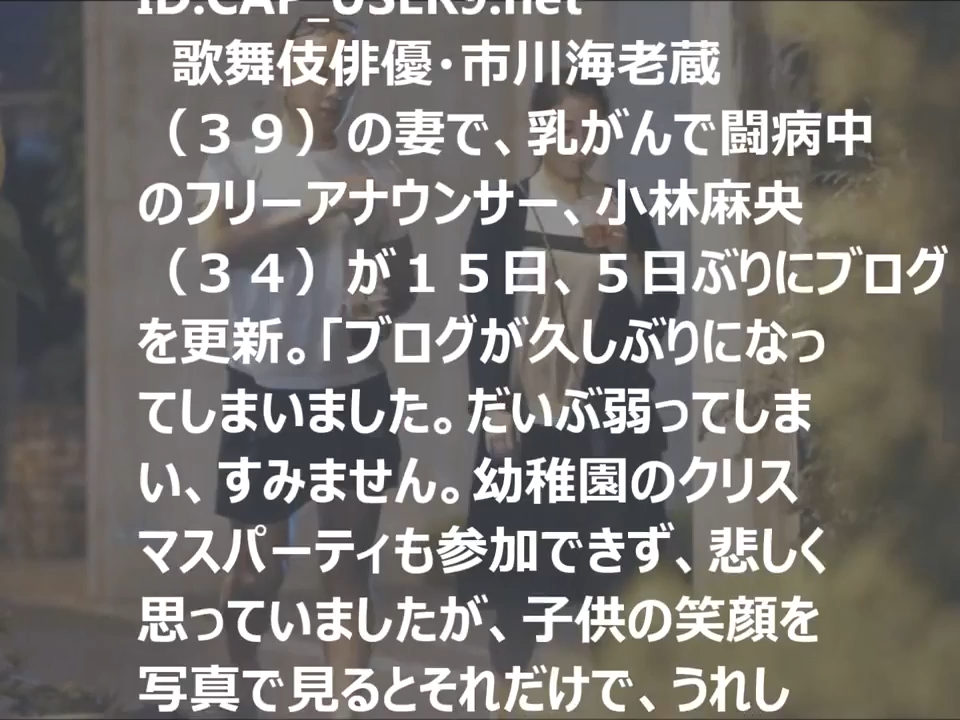 ID:CAP_USER9.net
歌舞伎俳優・市川海老蔵
（３９）の妻で、乳がんで闘病中
のフリーアナウンサー、小林麻央
（３４）が１５日、５日ぶりにブログ
を更新。「ブログが久しぶりになっ
てしまいました。だいぶ弱ってしま
い、すみません。幼稚園のクリス
マスパーティも参加できず、悲しく
思っていましたが、子供の笑顔を
写真で見るとそれだけで、うれし